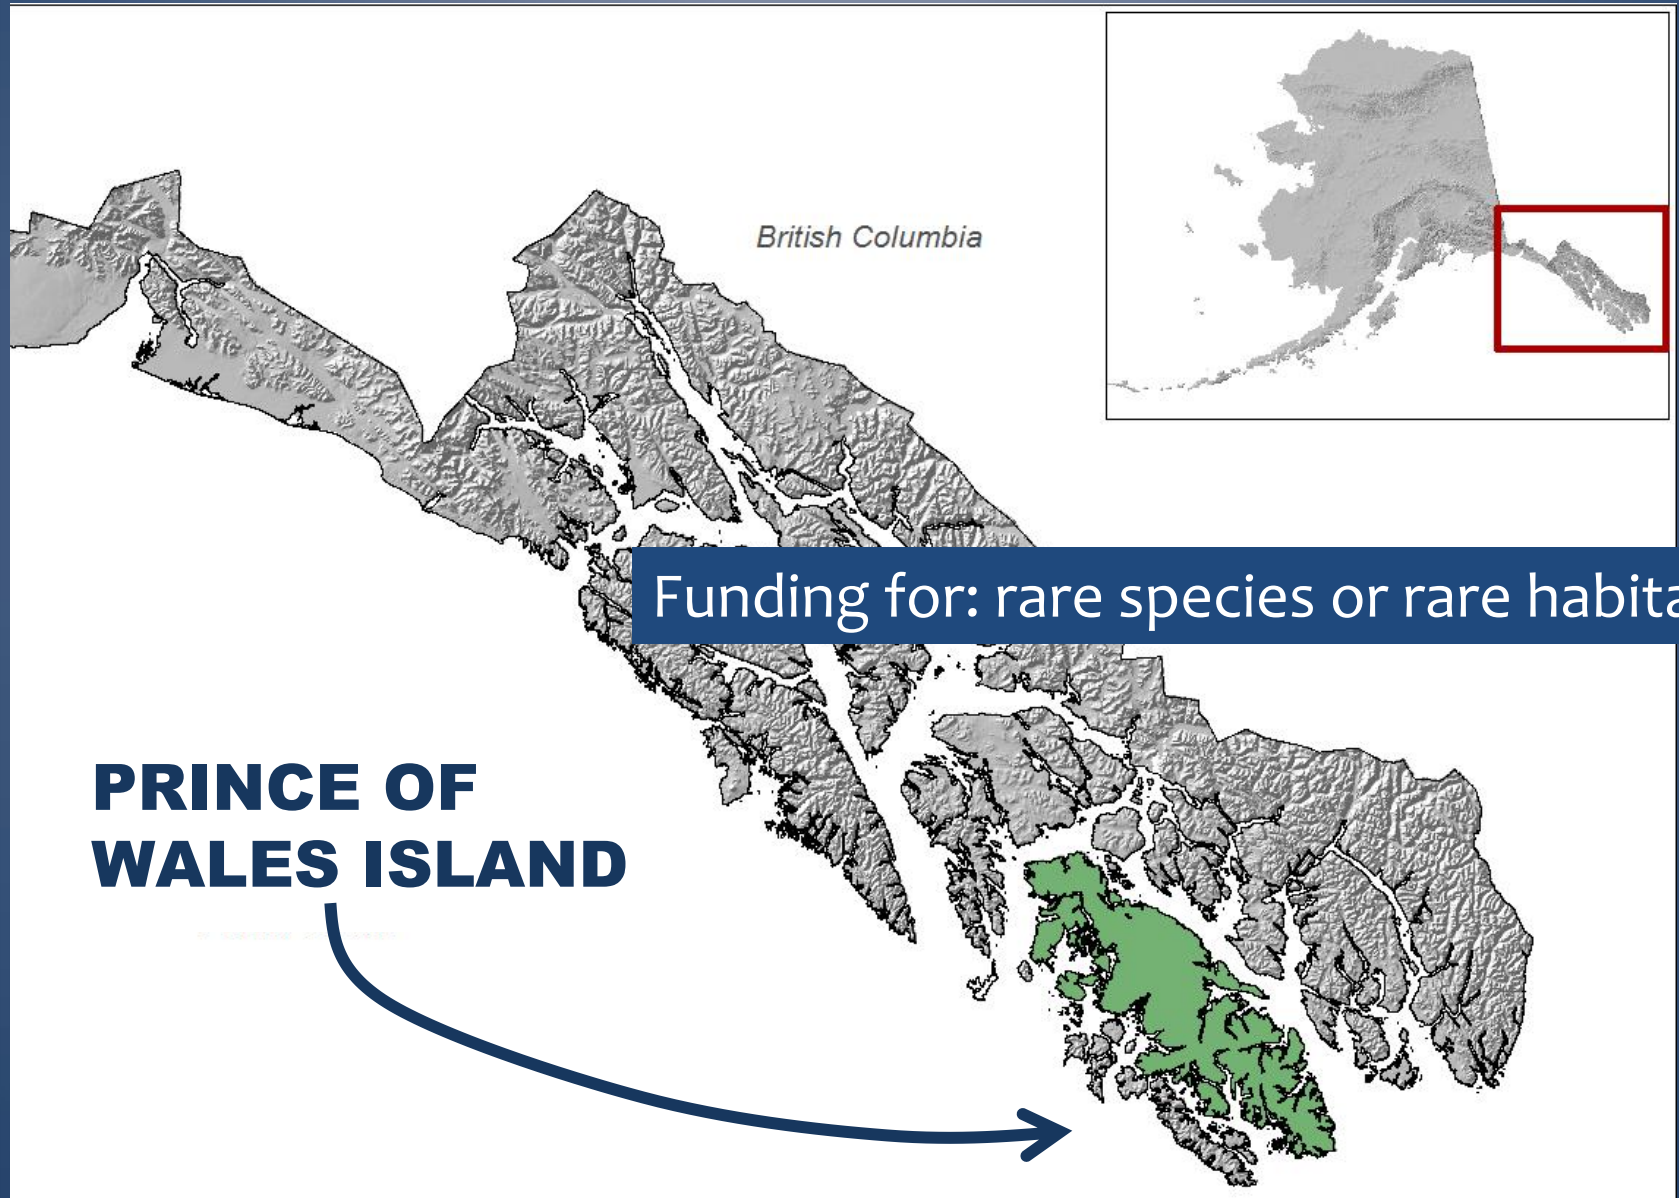 British Columbia
Funding for: rare species or rare habita
PRINCE OF
WALES ISLAND